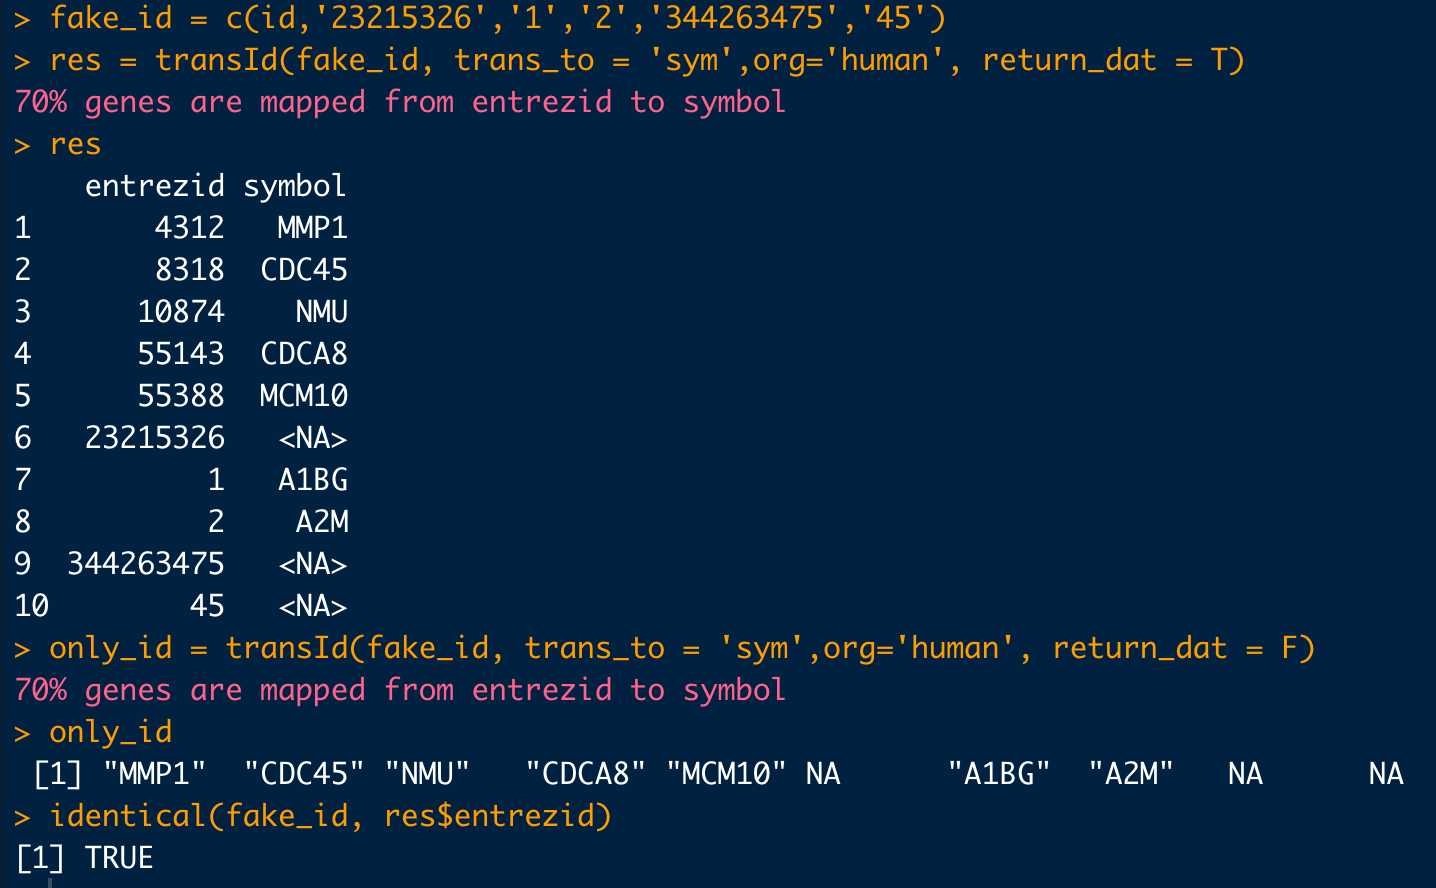 > fake_id = c(id,'23215326','1','2','344263475','45')
> res = transId(fake_id, trans_to = 'sym',org='human', return_dat = T)
70% genes are mapped from entrezid to symbol
> res
    entrezid symbol
1       4312   MMP1
2       8318  CDC45
3      10874    NMU
4      55143  CDCA8
5      55388  MCM10
6   23215326   <NA>
7          1   A1BG
8          2    A2M
9  344263475   <NA>
10        45   <NA>
> only_id = transId(fake_id, trans_to = 'sym',org='human', return_dat = F)
70% genes are mapped from entrezid to symbol
> only_id
 [1] "MMP1"  "CDC45" "NMU"   "CDCA8" "MCM10" NA      "A1BG"  "A2M"   NA      NA
> identical(fake_id, res$entrezid)
[1] TRUE